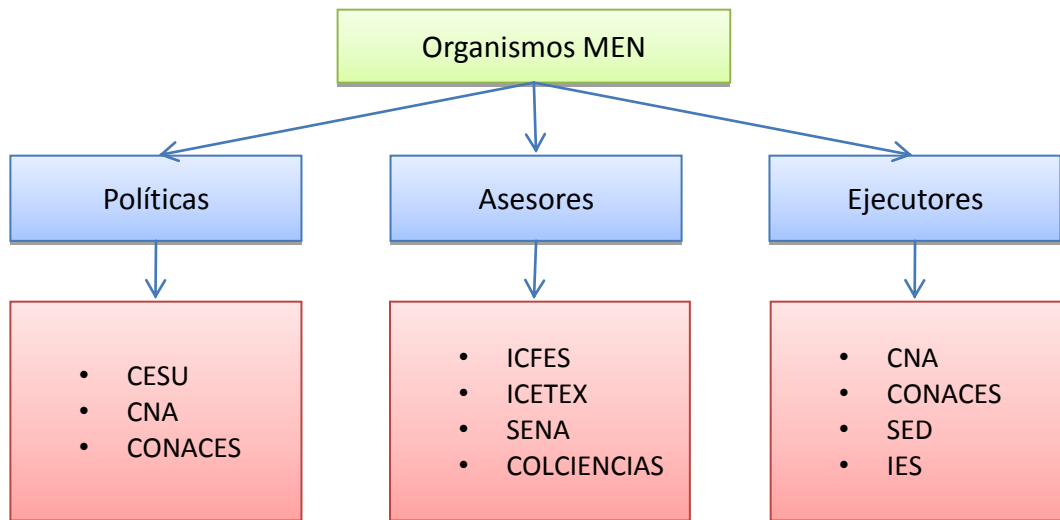 Organismos MEN
Políticas
Asesores
Ejecutores
• CESU
• CNA
• CONACES
• ICFES
• ICETEX
• SENA
• COLCIENCIAS
• CNA
• CONACES
• SED
• IES